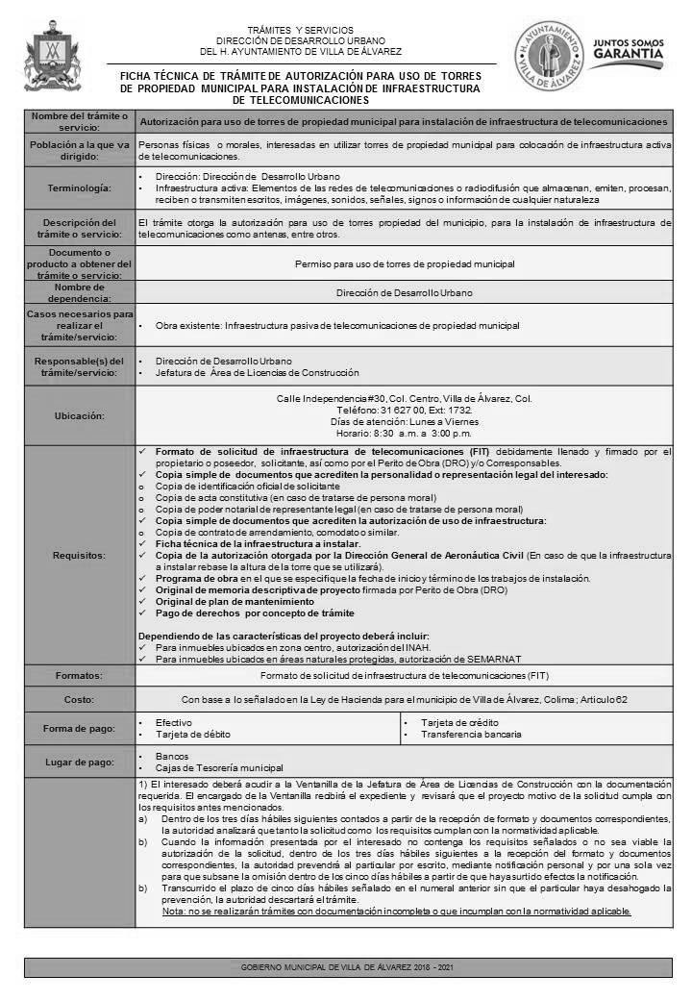 TRÁMITES Y SERVICIOS
DIRECCIÓN DE DESARROLLO URBANO
DEL H. AYUNTAMIENTO DE VILLA DE ÁLVAREZ
H. AYUNTAMIENTO
VILLA DE ÁLVAREZ
JUNTOS SOMOS
GARANTÍA
FICHA TÉCNICA DE TRÁMITE DE AUTORIZACIÓN PARA USO DE TORRES
DE PROPIEDAD MUNICIPAL PARA INSTALACIÓN DE INFRAESTRUCTURA
DE TELECOMUNICACIONES
Nombre del trámite o
servicio:
Autorización para uso de torres de propiedad municipal para instalación de infraestructura de telecomunicaciones
Población a la que va
dirigido:
Personas físicas o morales, interesadas en utilizar torres de propiedad municipal para colocación de infraestructura activa
de telecomunicaciones.
Terminología:
• Dirección: Dirección de Desarrollo Urbano
• Infraestructura activa: Elementos de las redes de telecomunicaciones o radiodifusión que almacenan, emiten, procesan,
reciben o transmiten escritos, imágenes, sonidos, señales, signos o información de cualquier naturaleza
Descripción del
trámite o servicio:
El trámite otorga la autorización para uso de torres propiedad del municipio, para la instalación de infraestructura de
telecomunicaciones como antenas, entre otros.
Documento o
producto a obtener del
trámite o servicio:
Permiso para uso de torres de propiedad municipal
Nombre de
dependencia:
Dirección de Desarrollo Urbano
Casos necesarios para
realizar el
trámite/servicio:
• Obra existente: Infraestructura pasiva de telecomunicaciones de propiedad municipal
Responsable(s) del
trámite/servicio:
• Dirección de Desarrollo Urbano
• Jefatura de Área de Licencias de Construcción
Ubicación:
Calle Independencia #30, Col. Centro, Villa de Álvarez, Col.
Teléfono: 31 627 00, Ext: 1732.
Días de atención: Lunes a Viernes
Horario: 8:30 a.m. a 3:00 p.m.
Requisitos:
✓ Formato de solicitud de infraestructura de telecomunicaciones (FIT) debidamente llenado y firmado por el
propietario o poseedor, solicitante, así como por el Perito de Obra (DRO) y/o Corresponsables.
✓ Copia simple de documentos que acrediten la personalidad o representación legal del interesado:
o Copia de identificación oficial de solicitante
o Copia de acta constitutiva (en caso de tratarse de persona moral)
o Copia de poder notarial de representante legal (en caso de tratarse de persona moral)
✓ Copia simple de documentos que acrediten la autorización de uso de infraestructura:
o Copia de contrato de arrendamiento, comodato o similar.
✓ Ficha técnica de la infraestructura a instalar.
✓ Copia de la autorización otorgada por la Dirección General de Aeronáutica Civil (En caso de que la infraestructura
a instalar rebase la altura de la torre que se utilizará).
✓ Programa de obra en el que se especifique la fecha de inicio y término de los trabajos de instalación.
✓ Original de memoria descriptiva de proyecto firmada por Perito de Obra (DRO)
✓ Original de plan de mantenimiento
✓ Pago de derechos por concepto de trámite
Dependiendo de las características del proyecto deberá incluir:
✓ Para inmuebles ubicados en zona centro, autorización del INAH.
✓ Para inmuebles ubicados en áreas naturales protegidas, autorización de SEMARNAT
Formatos:
Formato de solicitud de infraestructura de telecomunicaciones (FIT)
Costo:
Con base a lo señalado en la Ley de Hacienda para el municipio de Villa de Álvarez, Colima; Articulo 62
Forma de pago:
• Efectivo
• Tarjeta de débito
• Tarjeta de crédito
• Transferencia bancaria
Lugar de pago:
• Bancos
• Cajas de Tesorería municipal
1) El interesado deberá acudir a la Ventanilla de la Jefatura de Área de Licencias de Construcción con la documentación
requerida. El encargado de la Ventanilla recibirá el expediente y revisará que el proyecto motivo de la solicitud cumpla con
los requisitos antes mencionados.
a) Dentro de los tres días hábiles siguientes contados a partir de la recepción de formato y documentos correspondientes,
la autoridad analizará que tanto la solicitud como los requisitos cumplan con la normatividad aplicable.
b) Cuando la información presentada por el interesado no contenga los requisitos señalados o no sea viable la
autorización de la solicitud, dentro de los tres días hábiles siguientes a la recepción del formato y documentos
correspondientes, la autoridad prevendrá al particular por escrito, mediante notificación personal y por una sola vez
para que subsane la omisión dentro de los cinco días hábiles a partir de que haya surtido efectos la notificación.
b) Transcurrido el plazo de cinco días hábiles señalado en el numeral anterior sin que el particular haya desahogado la
prevención, la autoridad descartará el trámite.
Nota: no se realizarán trámites con documentación incompleta o que incumplan con la normatividad aplicable.
GOBIERNO MUNICIPAL DE VILLA DE ÁLVAREZ 2018 - 2021